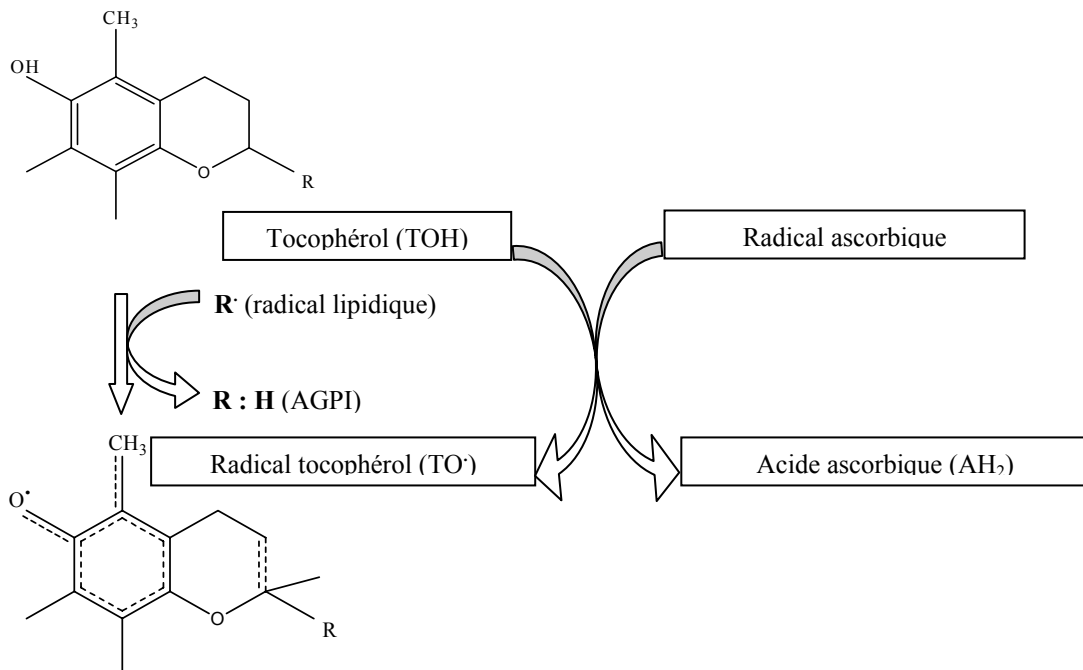 CH₃
OH
O
R
Tocophérol (TOH)
Radical ascorbique
R· (radical lipidique)
R : H (AGPI)
CH₃
Radical tocophérol (TO·)
Acide ascorbique (AH₂)
O·
O
R